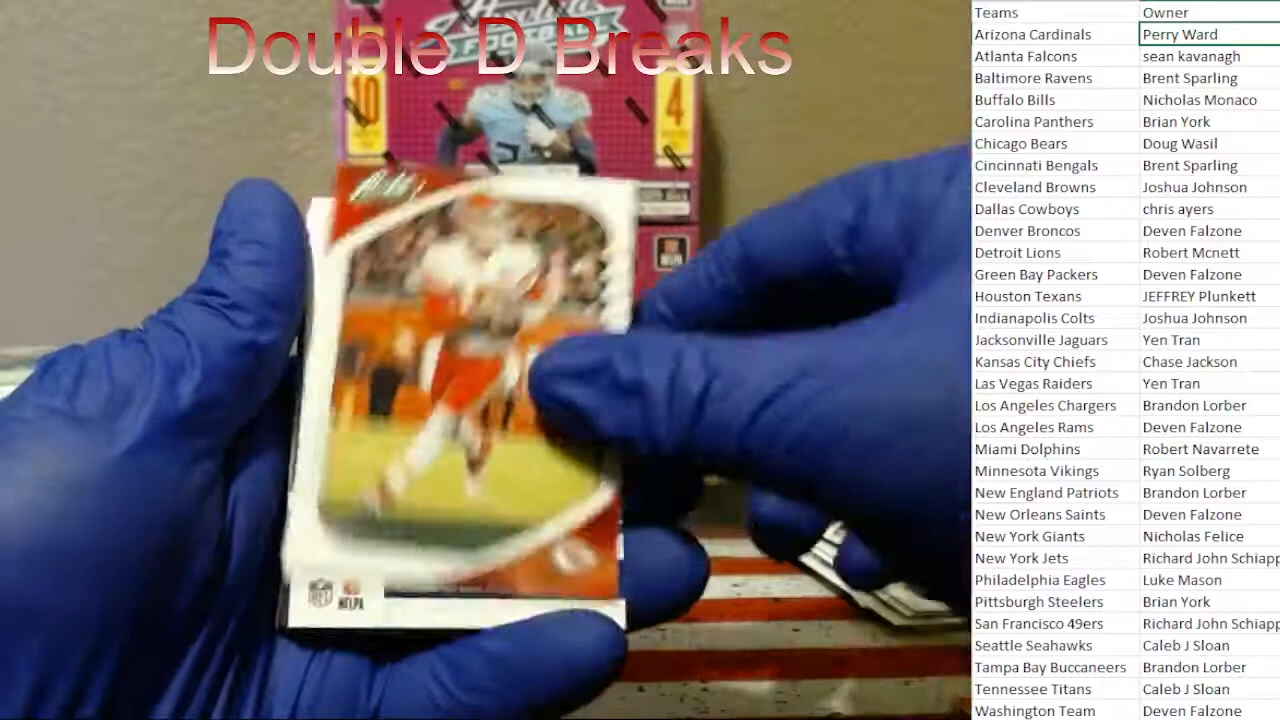 Double D Breaks
Absolute
FOOTBALL
10
4
NFL
NFLPA
Teams Owner
Arizona Cardinals Perry Ward
Atlanta Falcons sean kavanagh
Baltimore Ravens Brent Sparling
Buffalo Bills Nicholas Monaco
Carolina Panthers Brian York
Chicago Bears Doug Wasil
Cincinnati Bengals Brent Sparling
Cleveland Browns Joshua Johnson
Dallas Cowboys chris ayers
Denver Broncos Deven Falzone
Detroit Lions Robert Mcnett
Green Bay Packers Deven Falzone
Houston Texans JEFFREY Plunkett
Indianapolis Colts Joshua Johnson
Jacksonville Jaguars Yen Tran
Kansas City Chiefs Chase Jackson
Las Vegas Raiders Yen Tran
Los Angeles Chargers Brandon Lorber
Los Angeles Rams Deven Falzone
Miami Dolphins Robert Navarrete
Minnesota Vikings Ryan Solberg
New England Patriots Brandon Lorber
New Orleans Saints Deven Falzone
New York Giants Nicholas Felice
New York Jets Richard John Schiapp
Philadelphia Eagles Luke Mason
Pittsburgh Steelers Brian York
San Francisco 49ers Richard John Schiapp
Seattle Seahawks Caleb J Sloan
Tampa Bay Buccaneers Brandon Lorber
Tennessee Titans Caleb J Sloan
Washington Team Deven Falzone